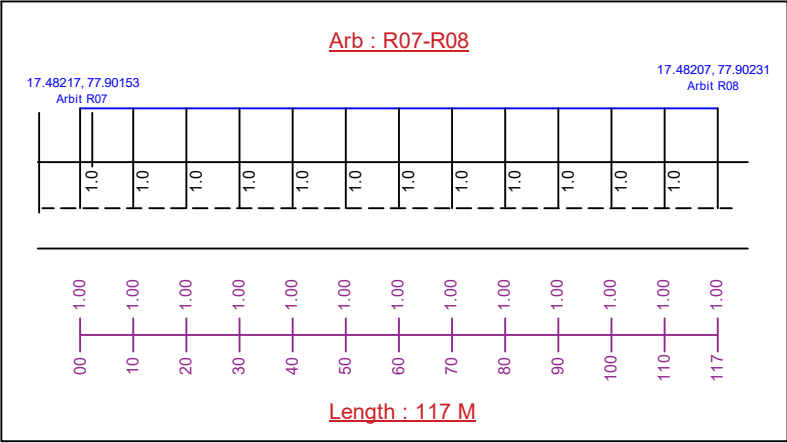 Arb : R07-R08
17.48217, 77.90153
Arbit R07
17.48207, 77.90231
Arbit R08
1.0 1.0 1.0 1.0 1.0 1.0 1.0 1.0 1.0 1.0 1.0 1.0
1.00 1.00 1.00 1.00 1.00 1.00 1.00 1.00 1.00 1.00 1.00 1.00 1.00
00 10 20 30 40 50 60 70 80 90 100 110 117
Length : 117 M